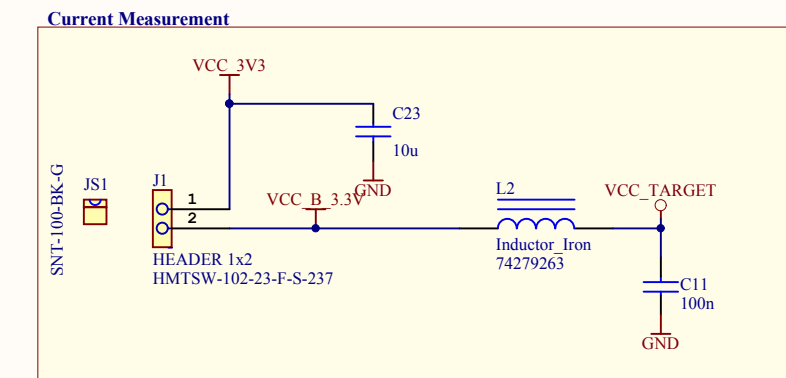 Current Measurement
VCC_3V3
C23
10u
GND
SNT-100-BK-G
JS1
J1
1
2
VCC_B_3.3V
L2
VCC_TARGET
HEADER 1x2
HMTSW-102-23-F-S-237
Inductor_Iron
74279263
C11
100n
GND